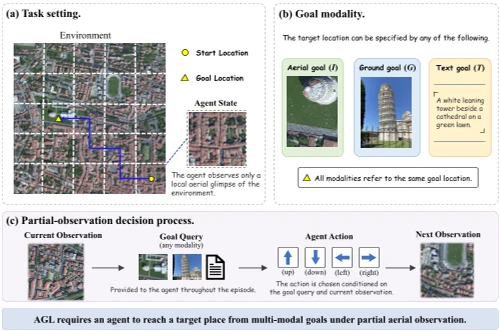 (a) Task setting.
Environment
Start Location
Goal Location
Agent State
The agent observes only a
local aerial glimpse of the
environment.
(b) Goal modality.
The target location can be specified by any of the following.
Aerial goal (I)
Ground goal (G)
Text goal (T)
A white leaning
tower beside a
cathedral on a
green lawn.
All modalities refer to the same goal location.
(c) Partial-observation decision process.
Current Observation
Goal Query
(any modality)
Agent Action
Next Observation
(up)
(down)
(left)
(right)
Provided to the agent throughout the episode.
The action is chosen conditioned on
the goal query and current observation.
AGL requires an agent to reach a target place from multi-modal goals under partial aerial observation.